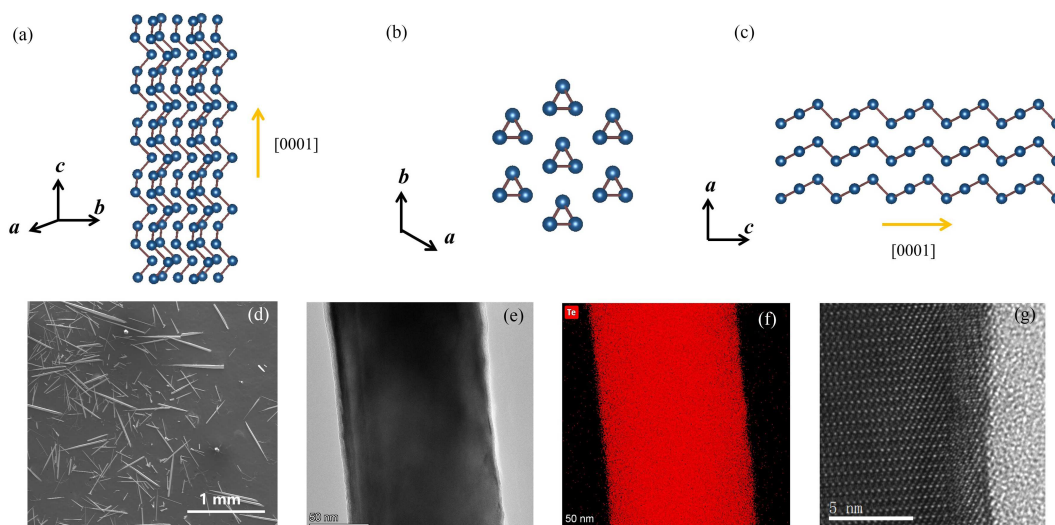 (a)
(b)
(c)
[0001]
c
b
a
b
a
a
c
[0001]
(d)
(e)
Te
(f)
(g)
1 mm
50 nm
50 nm
5 nm